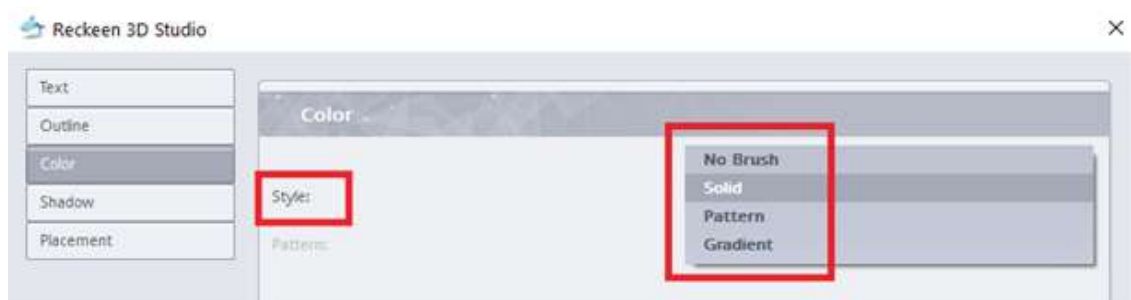 Reckeen 3D Studio
Text
Outline
Color
Shadow
Placement
Color
Style:
Pattern:
No Brush
Solid
Pattern
Gradient